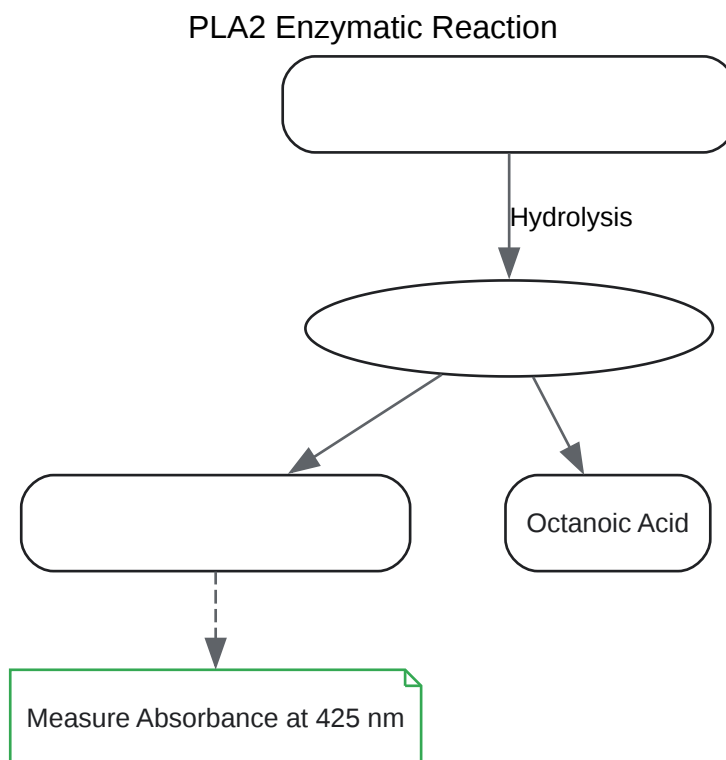 PLA2 Enzymatic Reaction
Hydrolysis
Octanoic Acid
Measure Absorbance at 425 nm